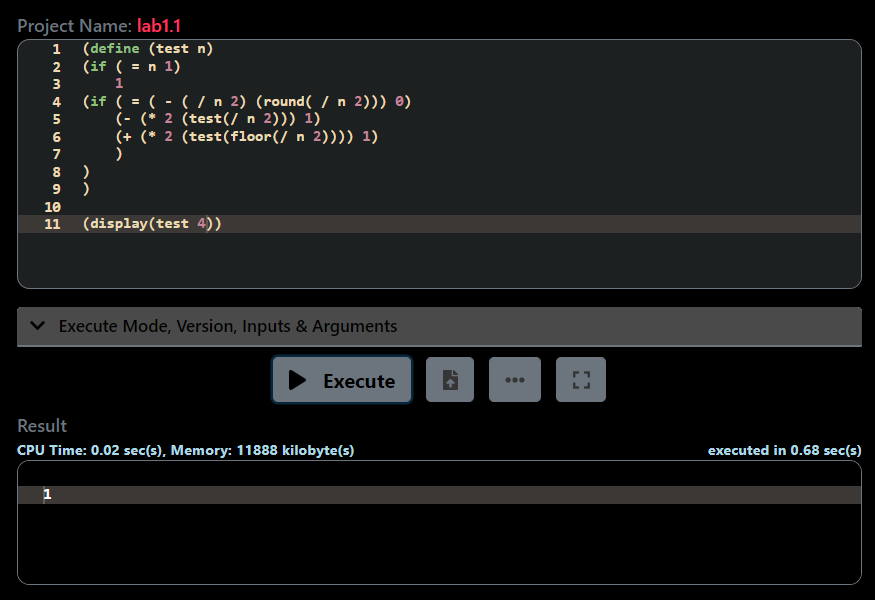 Project Name: lab1.1
1 (define (test n)
2 (if ( = n 1)
3     1
4 (if ( = ( - ( / n 2) (round( / n 2))) 0)
5     (- (* 2 (test(/ n 2))) 1)
6     (+ (* 2 (test(floor(/ n 2)))) 1)
7     )
8 )
9 )
10
11 (display(test 4))
Execute Mode, Version, Inputs & Arguments
Execute
Result
CPU Time: 0.02 sec(s), Memory: 11888 kilobyte(s) executed in 0.68 sec(s)
1